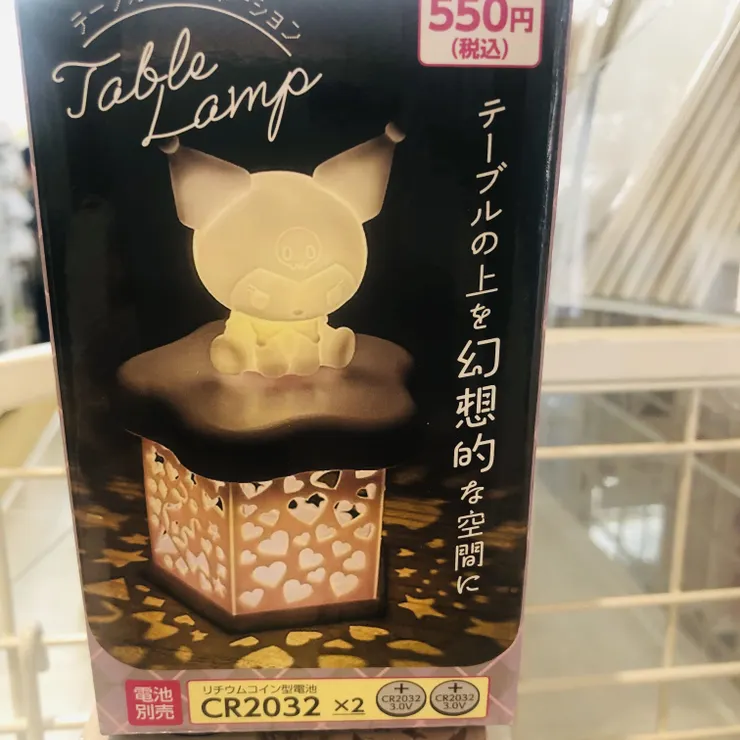 Table
Lamp
550円
(税込)
テーブルの上を幻想的な空間に
電池
別売
リチウムコイン型電池
CR2032 ×2
+
CR2032
3.0V
+
CR2032
3.0V